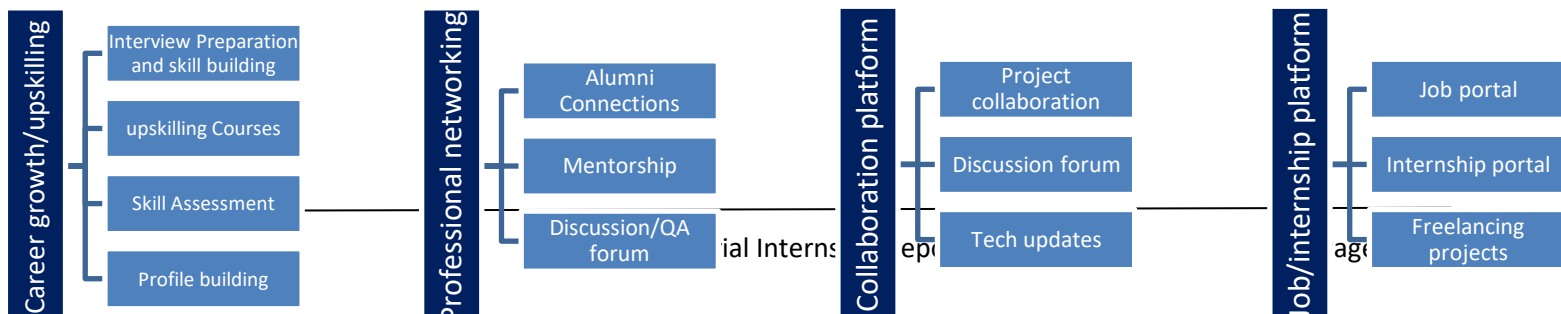 Career growth/upskilling
Interview Preparation
and skill building
upskilling Courses
Skill Assessment
Profile building
Professional networking
Alumni
Connections
Mentorship
Discussion/QA
forum
Collaboration platform
Project
collaboration
Discussion forum
Tech updates
Job/internship platform
Job portal
Internship portal
Freelancing
projects